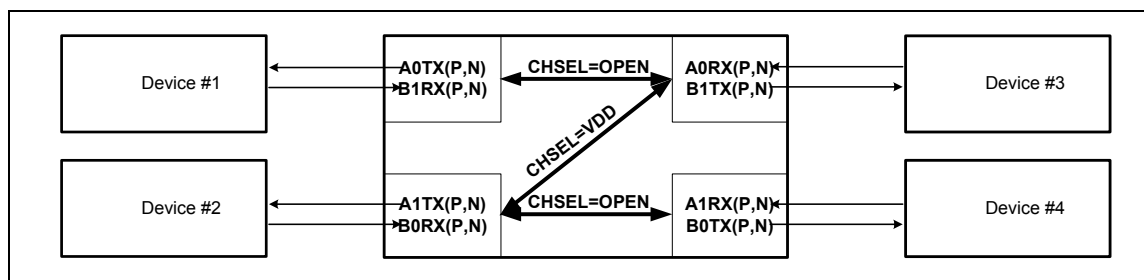 Device #1
A0TX(P,N)
B1RX(P,N)
CHSEL=OPEN
A0RX(P,N)
B1TX(P,N)
Device #3
CHSEL=VDD
Device #2
A1TX(P,N)
B0RX(P,N)
CHSEL=OPEN
A1RX(P,N)
B0TX(P,N)
Device #4